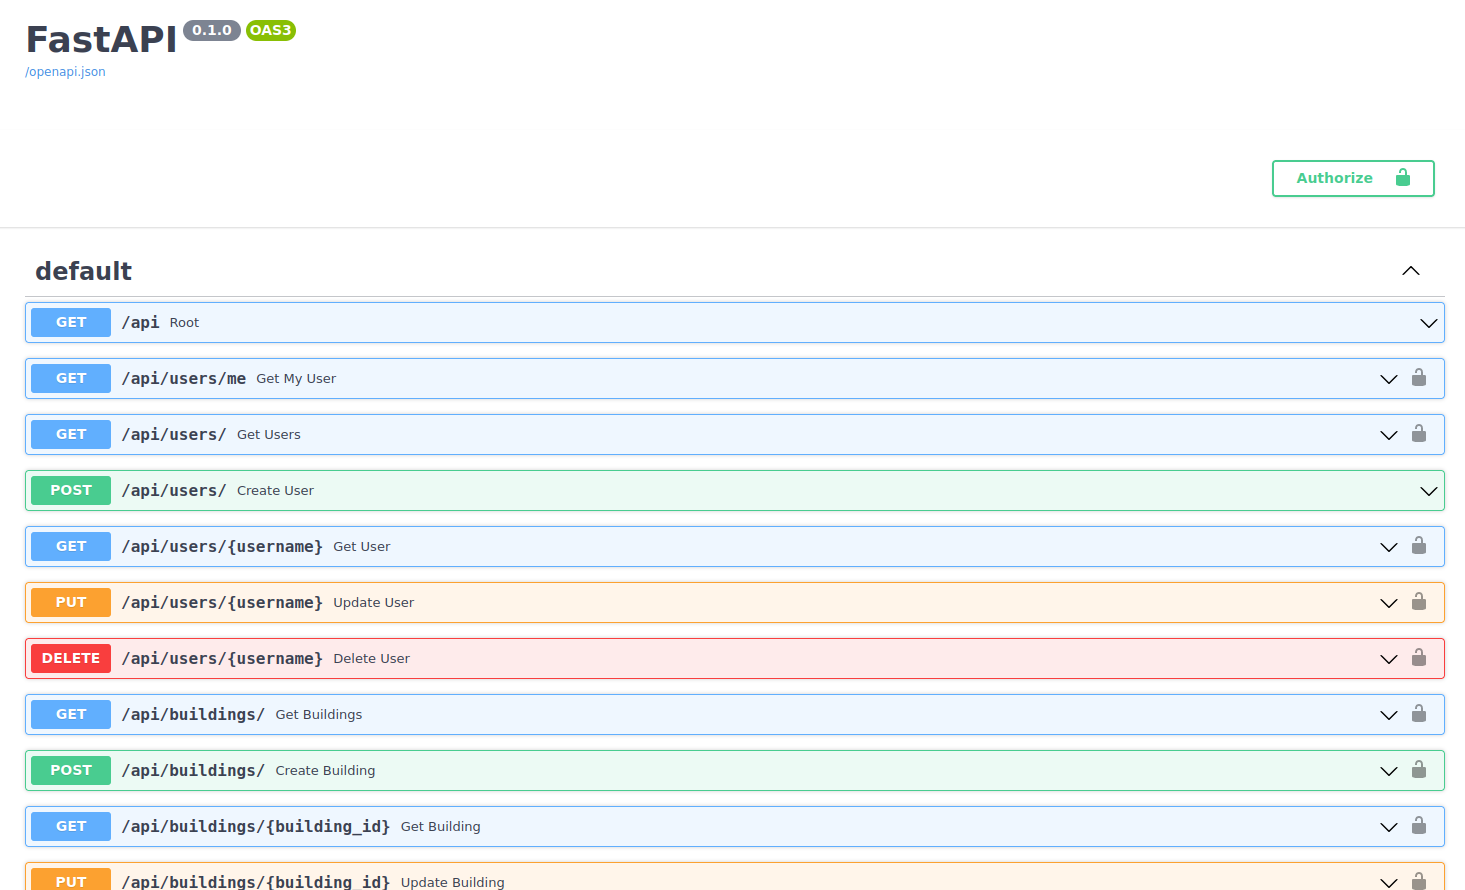 FastAPI 0.1.0 OAS3
/openapi.json
Authorize
default
GET /api Root
GET /api/users/me Get My User
GET /api/users/ Get Users
POST /api/users/ Create User
GET /api/users/{username} Get User
PUT /api/users/{username} Update User
DELETE /api/users/{username} Delete User
GET /api/buildings/ Get Buildings
POST /api/buildings/ Create Building
GET /api/buildings/{building_id} Get Building
PUT /api/buildings/{building_id} Update Building